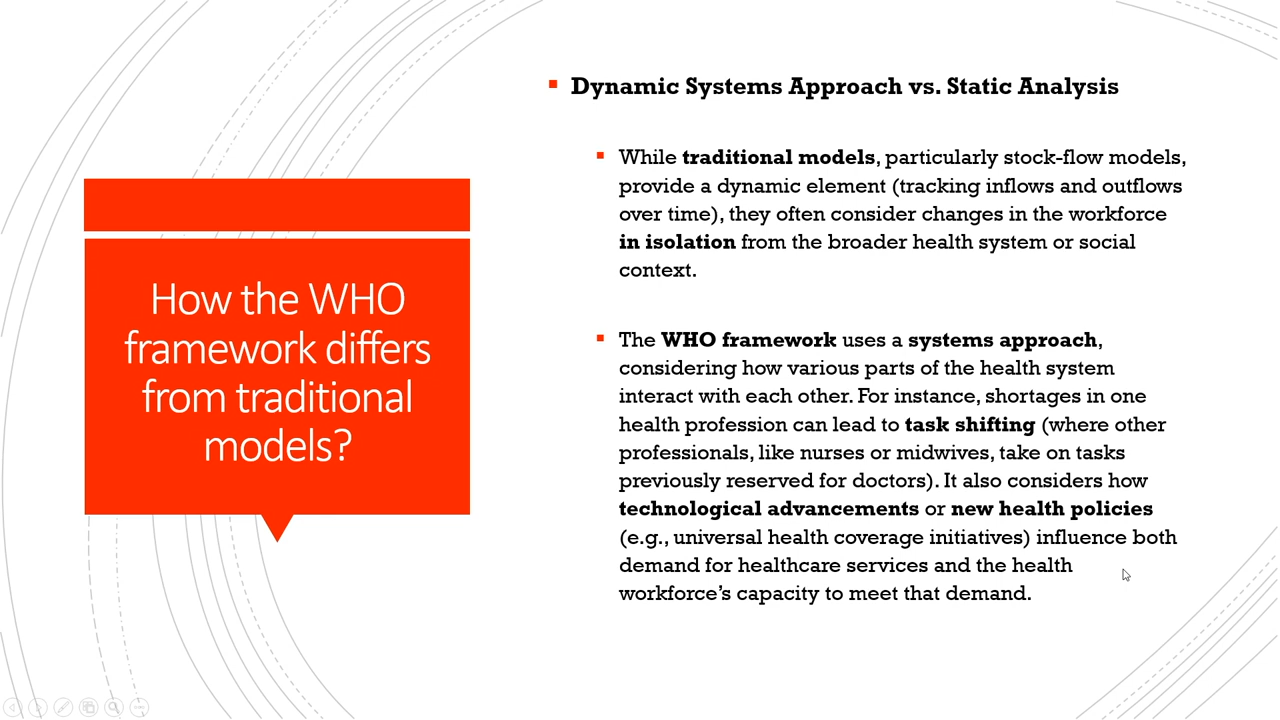 How the WHO
framework differs
from traditional
models?
Dynamic Systems Approach vs. Static Analysis
While traditional models, particularly stock-flow models,
provide a dynamic element (tracking inflows and outflows
over time), they often consider changes in the workforce
in isolation from the broader health system or social
context.
The WHO framework uses a systems approach,
considering how various parts of the health system
interact with each other. For instance, shortages in one
health profession can lead to task shifting (where other
professionals, like nurses or midwives, take on tasks
previously reserved for doctors). It also considers how
technological advancements or new health policies
(e.g., universal health coverage initiatives) influence both
demand for healthcare services and the health
workforce’s capacity to meet that demand.